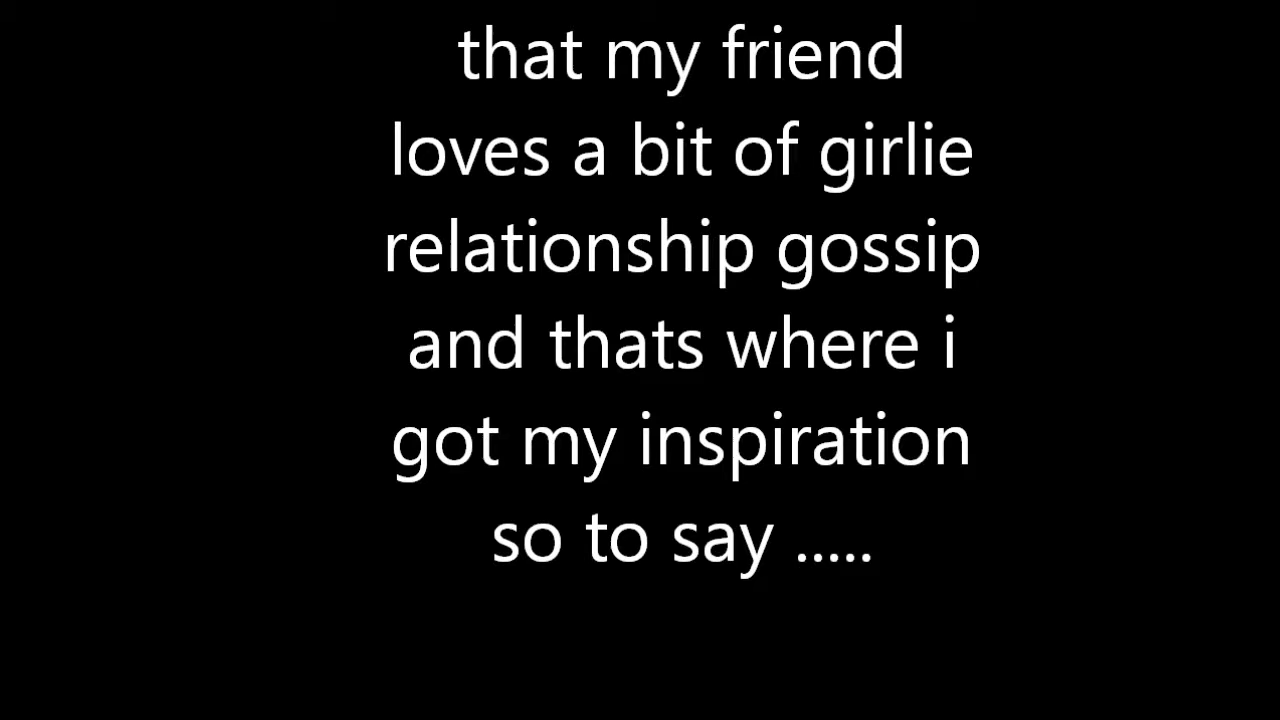 that my friend
loves a bit of girlie
relationship gossip
and thats where i
got my inspiration
so to say .....